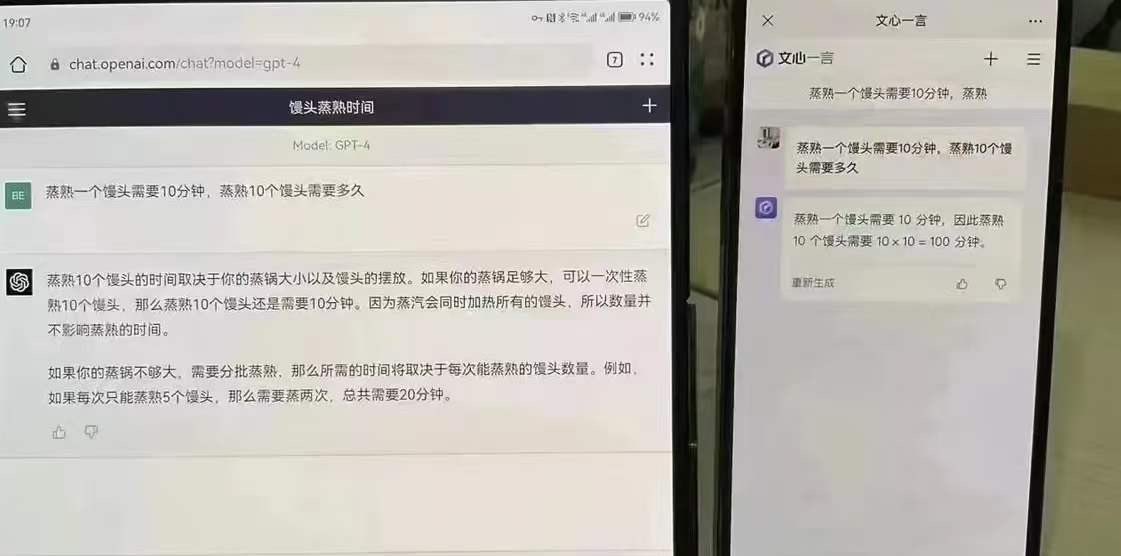 19:07
94%
chat.openai.com/chat?model=gpt-4
7
馒头蒸熟时间
Model: GPT-4
BE
蒸熟一个馒头需要10分钟，蒸熟10个馒头需要多久
蒸熟10个馒头的时间取决于你的蒸锅大小以及馒头的摆放。如果你的蒸锅足够大，可以一次性蒸
熟10个馒头，那么蒸熟10个馒头还是需要10分钟。因为蒸汽会同时加热所有的馒头，所以数量并
不影响蒸熟的时间。
如果你的蒸锅不够大，需要分批蒸熟，那么所需的时间将取决于每次能蒸熟的馒头数量。例如，
如果每次只能蒸熟5个馒头，那么需要蒸两次，总共需要20分钟。
文心一言
文心一言
蒸熟一个馒头需要10分钟，蒸熟
蒸熟一个馒头需要10分钟，蒸熟10个馒
头需要多久
蒸熟一个馒头需要 10 分钟，因此蒸熟
10 个馒头需要 10 x 10 = 100 分钟。
重新生成